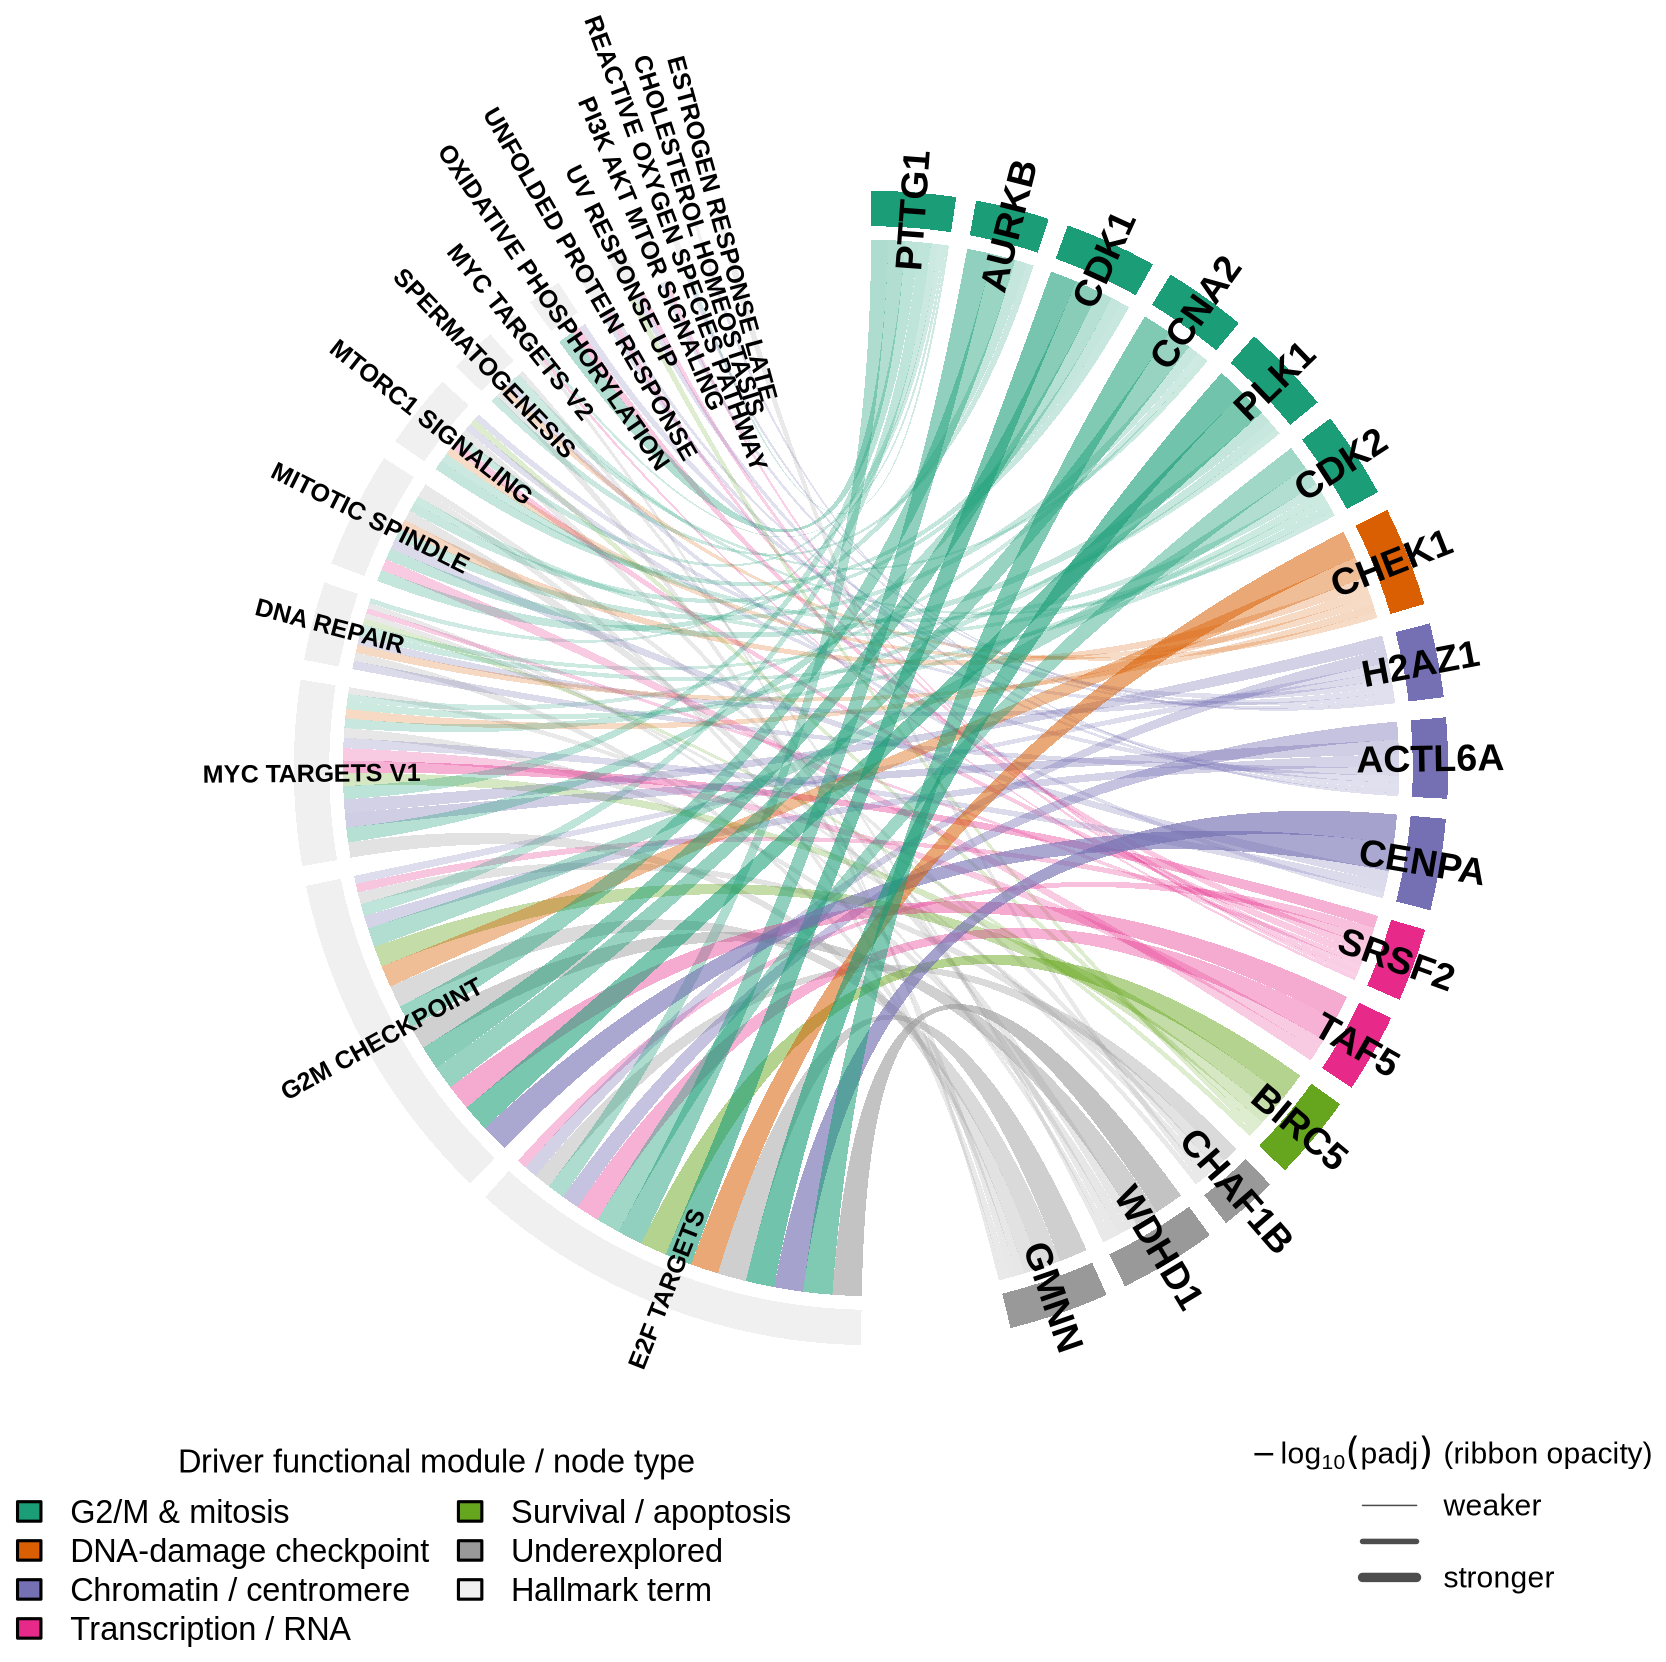 REACTIVE OXYGEN SPECIES PATHWAY
CHOLESTEROL HOMEOSTASIS
ESTROGEN RESPONSE LATE
PI3K AKT MTOR SIGNALING
UNFOLDED PROTEIN RESPONSE
UV RESPONSE UP
OXIDATIVE PHOSPHORYLATION
MYC TARGETS V2
SPERMATOGENESIS
MTORC1 SIGNALING
MITOTIC SPINDLE
DNA REPAIR
MYC TARGETS V1
G2M CHECKPOINT
E2F TARGETS
PTTG1
AURKB
CDK1
CCNA2
PLK1
CDK2
CHEK1
H2AZ1
ACTL6A
CENPA
SRSF2
TAF5
BIRC5
CHAF1B
WDHD1
GMNN
Driver functional module / node type
G2/M & mitosis
DNA-damage checkpoint
Chromatin / centromere
Transcription / RNA
Survival / apoptosis
Underexplored
Hallmark term
−log₁₀(padj) (ribbon opacity)
weaker
stronger